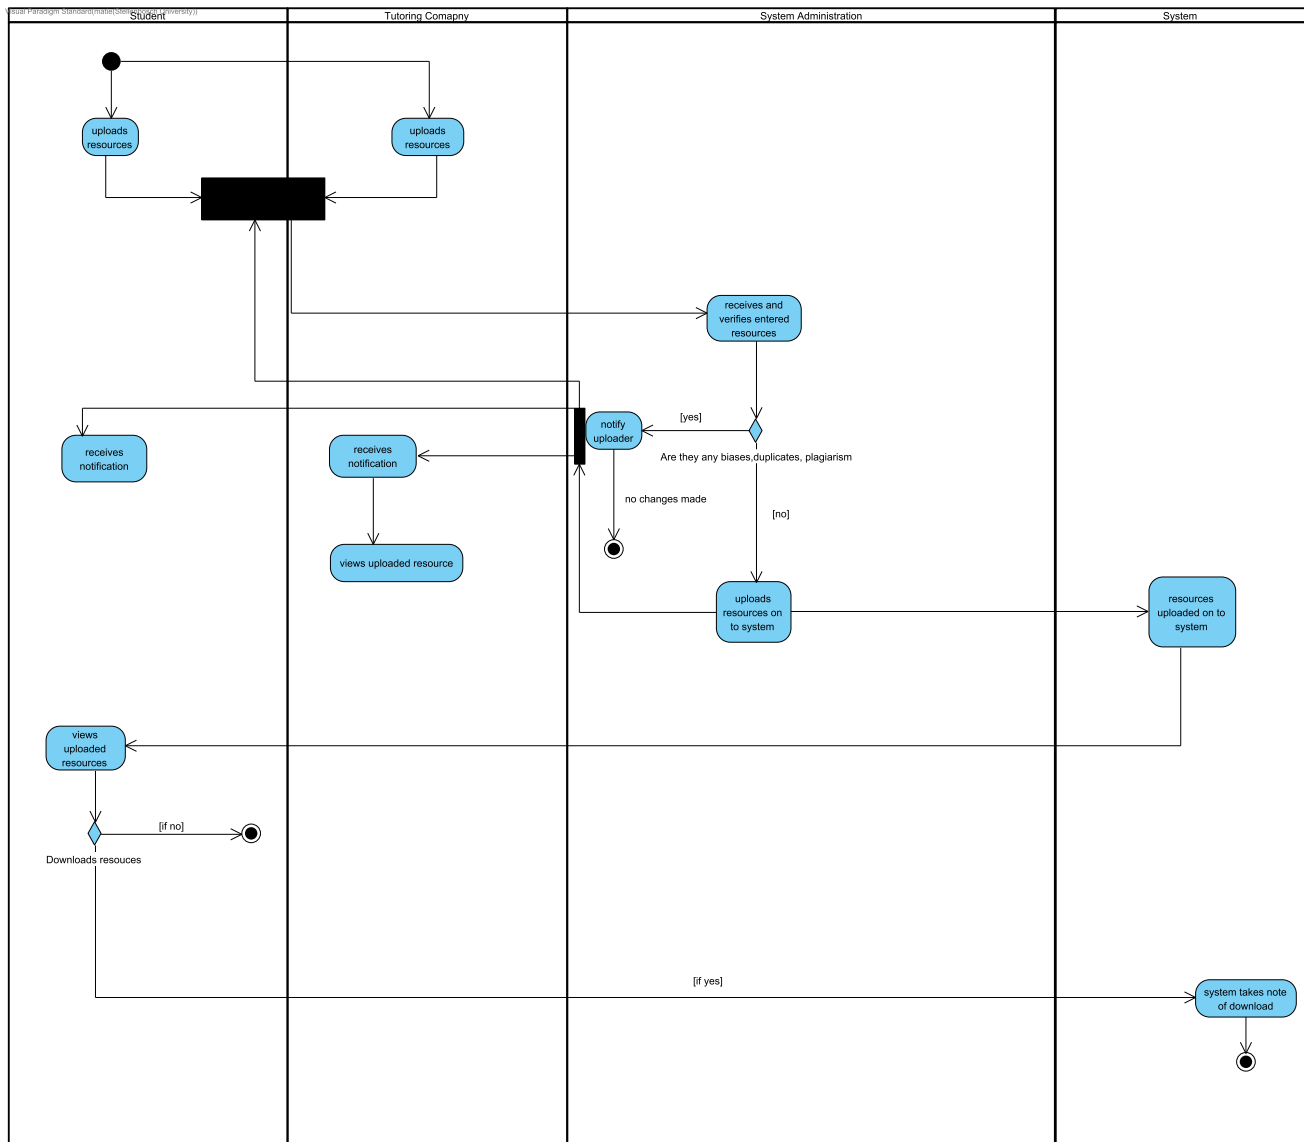 Visual Paradigm Standard(matie(Stellenbosch University))
Student
Tutoring Comapny
System Administration
System
uploads
resources
uploads
resources
receives and
verifies entered
resources
[yes]
notify
uploader
Are they any biases,duplicates, plagiarism
receives
notification
receives
notification
no changes made
[no]
views uploaded resource
uploads
resources on
to system
resources
uploaded on to
system
views
uploaded
resources
[if no]
Downloads resouces
[if yes]
system takes note
of download